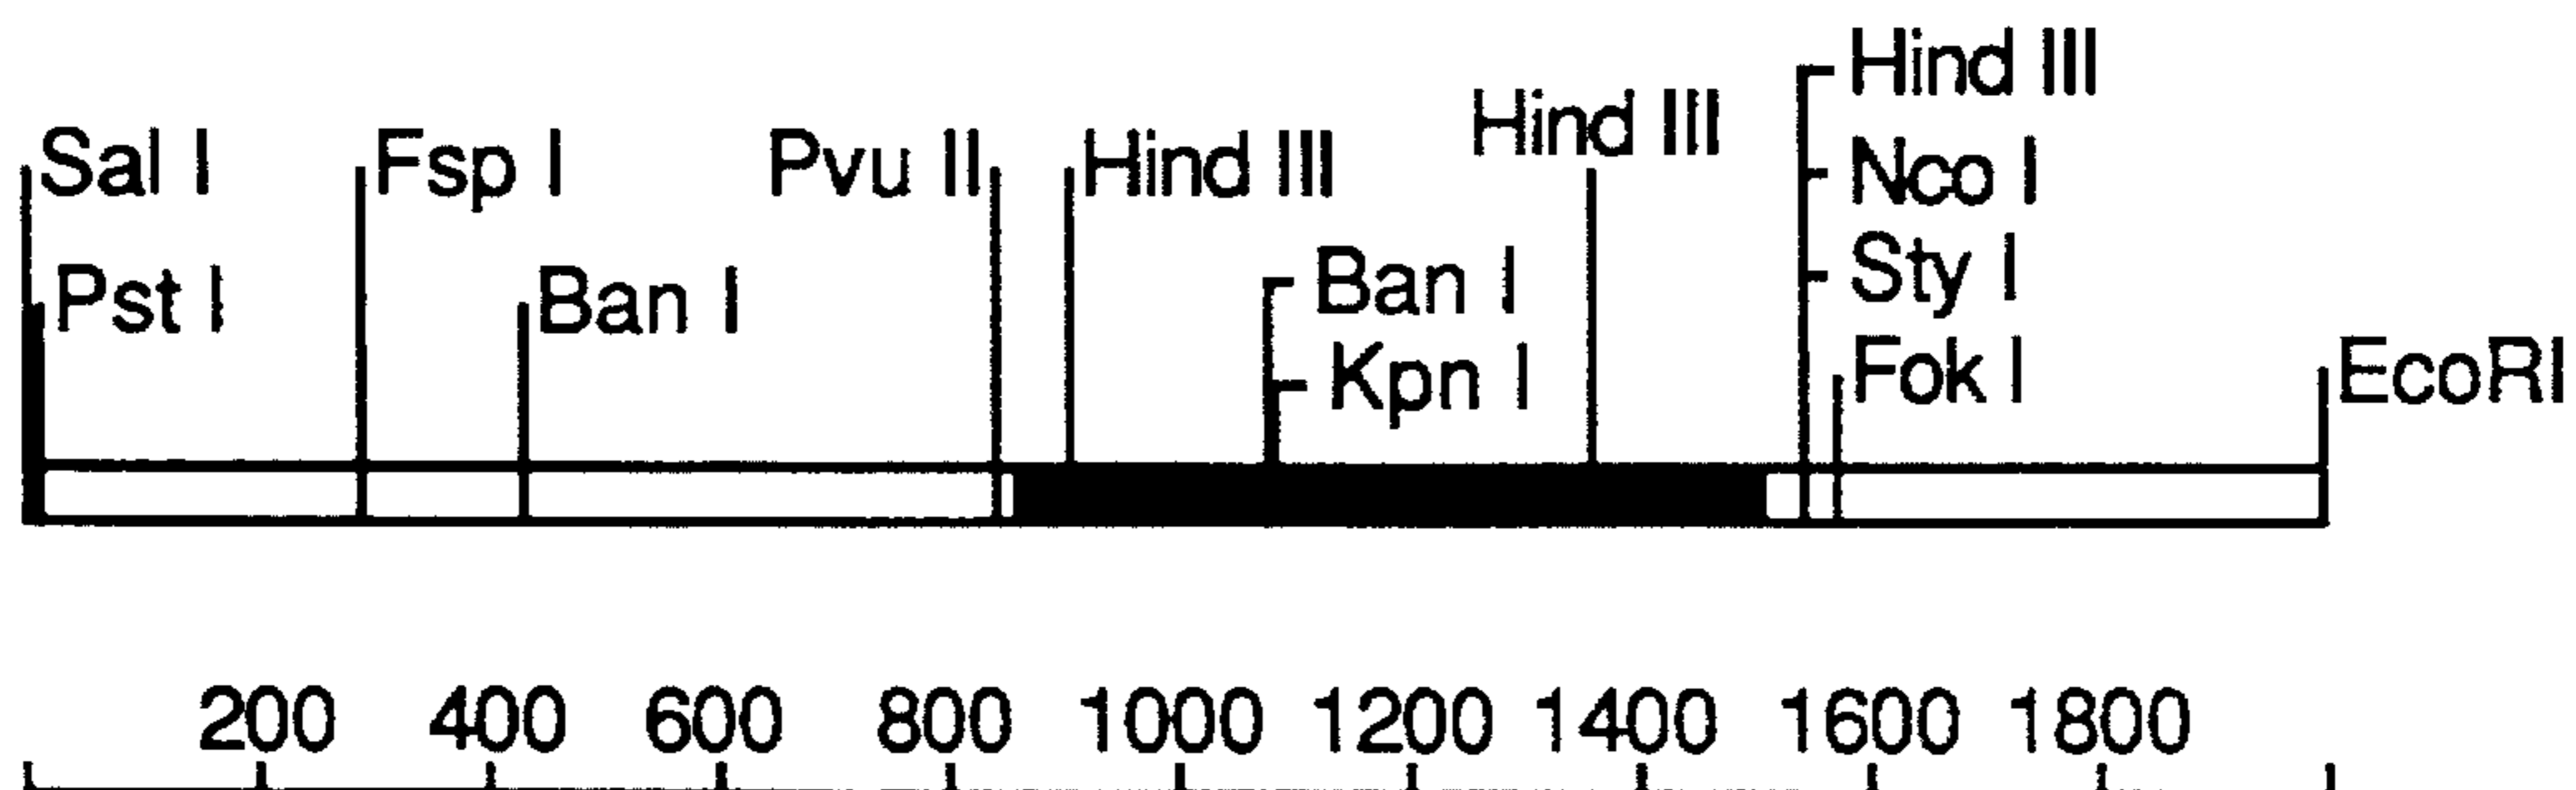 Hind III
Hind III
Sal I Fsp I Pvu II Hind III Nco I
Ban I Sty I
Pst I Ban I
Kpn I Fok I EcoRI
200 400 600 800 1000 1200 1400 1600 1800